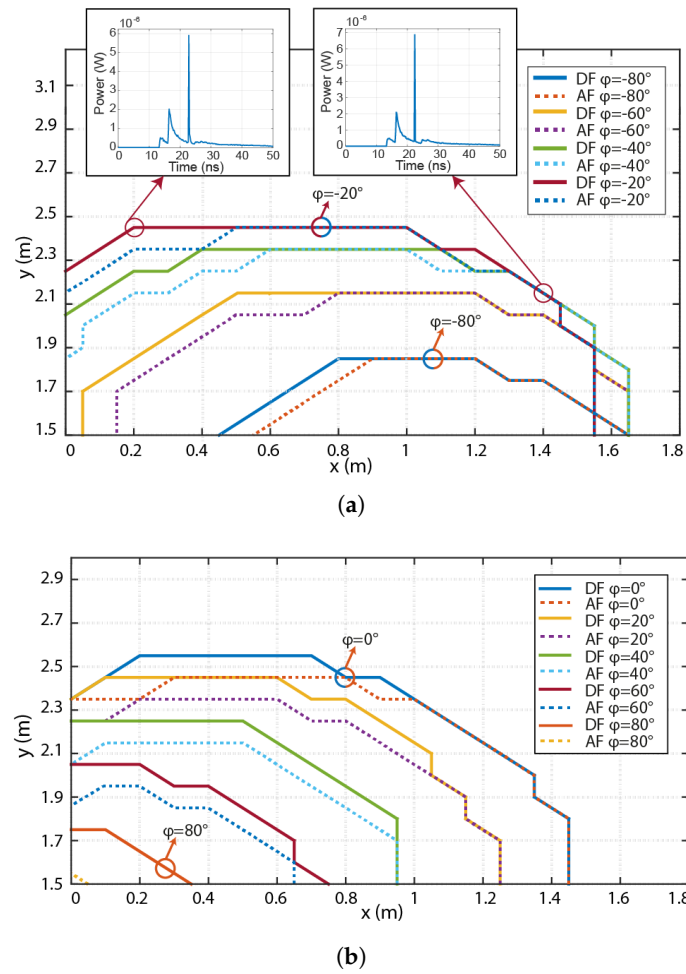 10-6
6
5
4
3
2
1
0
Power (W)
0 10 20 30 40 50
Time (ns)
10-6
7
6
5
4
3
2
1
0
Power (W)
0 10 20 30 40 50
Time (ns)
3.1
2.9
2.7
2.5
2.3
2.1
1.9
1.7
1.5
y (m)
φ=-20°
φ=-80°
DF φ=-80°
AF φ=-80°
DF φ=-60°
AF φ=-60°
DF φ=-40°
AF φ=-40°
DF φ=-20°
AF φ=-20°
0 0.2 0.4 0.6 0.8 1 1.2 1.4 1.6 1.8
x (m)
(a)
2.9
2.7
2.5
2.3
2.1
1.9
1.7
1.5
y (m)
φ=0°
φ=80°
DF φ=0°
AF φ=0°
DF φ=20°
AF φ=20°
DF φ=40°
AF φ=40°
DF φ=60°
AF φ=60°
DF φ=80°
AF φ=80°
0 0.2 0.4 0.6 0.8 1 1.2 1.4 1.6 1.8
x (m)
(b)